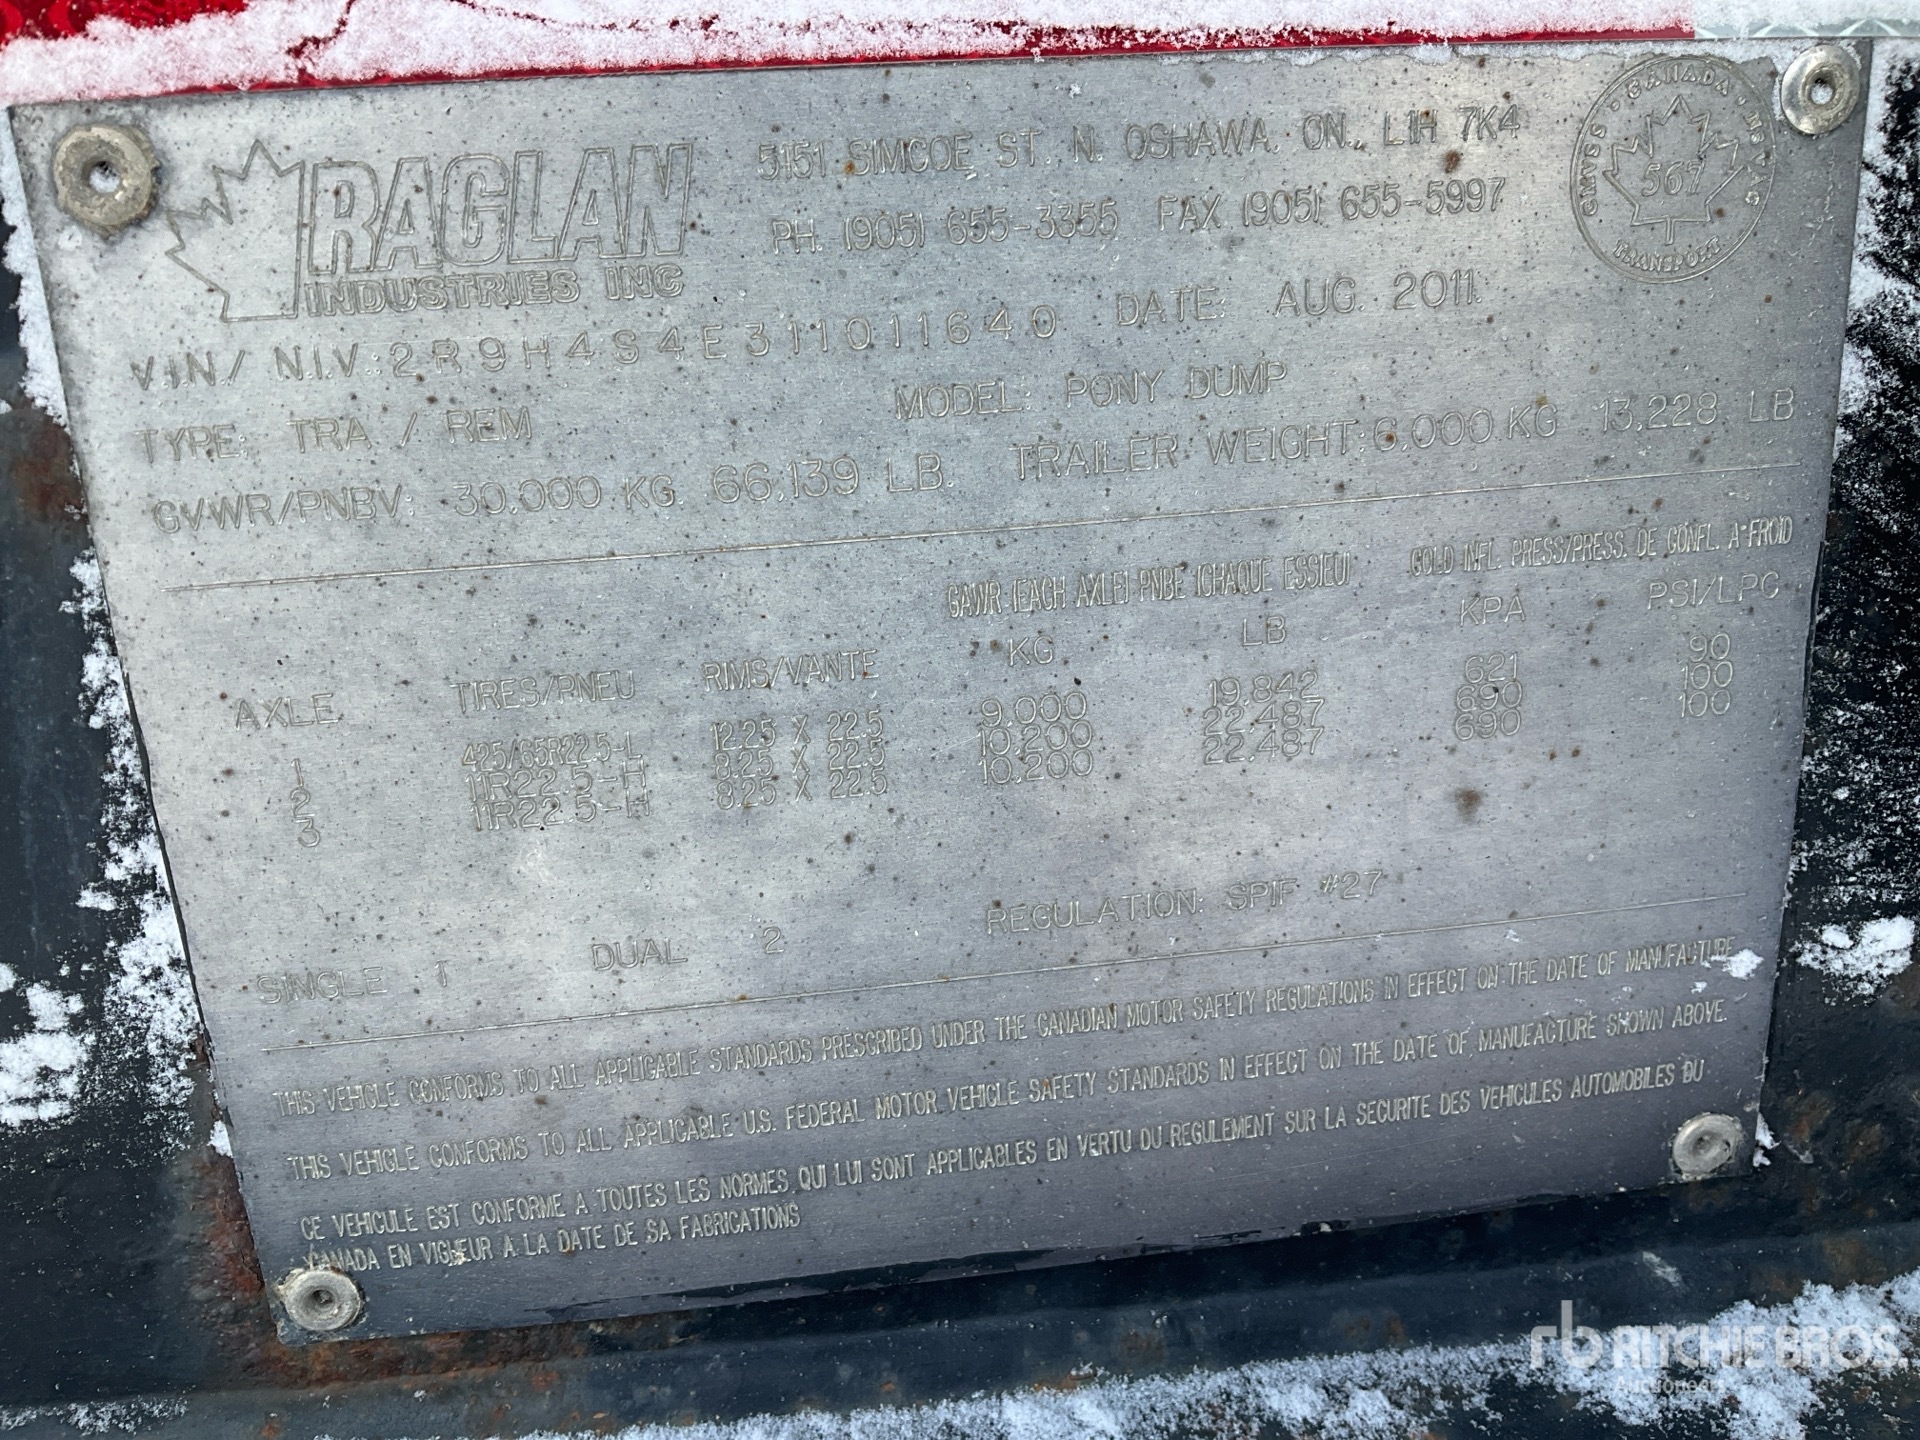 RAGLAN
INDUSTRIES INC
5151 SIMCOE ST. N. OSHAWA, ON., L1H 7K4
PH. (905) 655-3355 FAX (905) 655-5997
CANADA
CMVSS · NSVAC
567
TRANSPORT
V.I.N./ N.I.V.: 2R9H4S4E311011640 DATE: AUG. 2011.
TYPE: TRA / REM MODEL: PONY DUMP
GVWR/PNBV: 30,000 KG. 66,139 LB. TRAILER WEIGHT: 6,000 KG 13,228 LB
GAWR (EACH AXLE) PNBE (CHAQUE ESSIEU) COLD INFL. PRESS/PRESS. DE GONFL. A FROID
AXLE TIRES/PNEU RIMS/VANTE KG LB KPA PSI/LPC
1 425/65R22.5-L 12.25 X 22.5 9,000 19,842 621 90
2 11R22.5-H 8.25 X 22.5 10,200 22,487 690 100
3 11R22.5-H 8.25 X 22.5 10,200 22,487 690 100
SINGLE 1 DUAL 2 REGULATION: SPIF #27
THIS VEHICLE CONFORMS TO ALL APPLICABLE STANDARDS PRESCRIBED UNDER THE CANADIAN MOTOR SAFETY REGULATIONS IN EFFECT ON THE DATE OF MANUFACTURE
THIS VEHICLE CONFORMS TO ALL APPLICABLE U.S. FEDERAL MOTOR VEHICLE SAFETY STANDARDS IN EFFECT ON THE DATE OF MANUFACTURE SHOWN ABOVE.
CE VEHICULE EST CONFORME A TOUTES LES NORMES QUI LUI SONT APPLICABLES EN VERTU DU REGULEMENT SUR LA SECURITE DES VEHICULES AUTOMOBILES DU
CANADA EN VIGUEUR A LA DATE DE SA FABRICATIONS
rb RITCHIE BROS.
Auctioneers